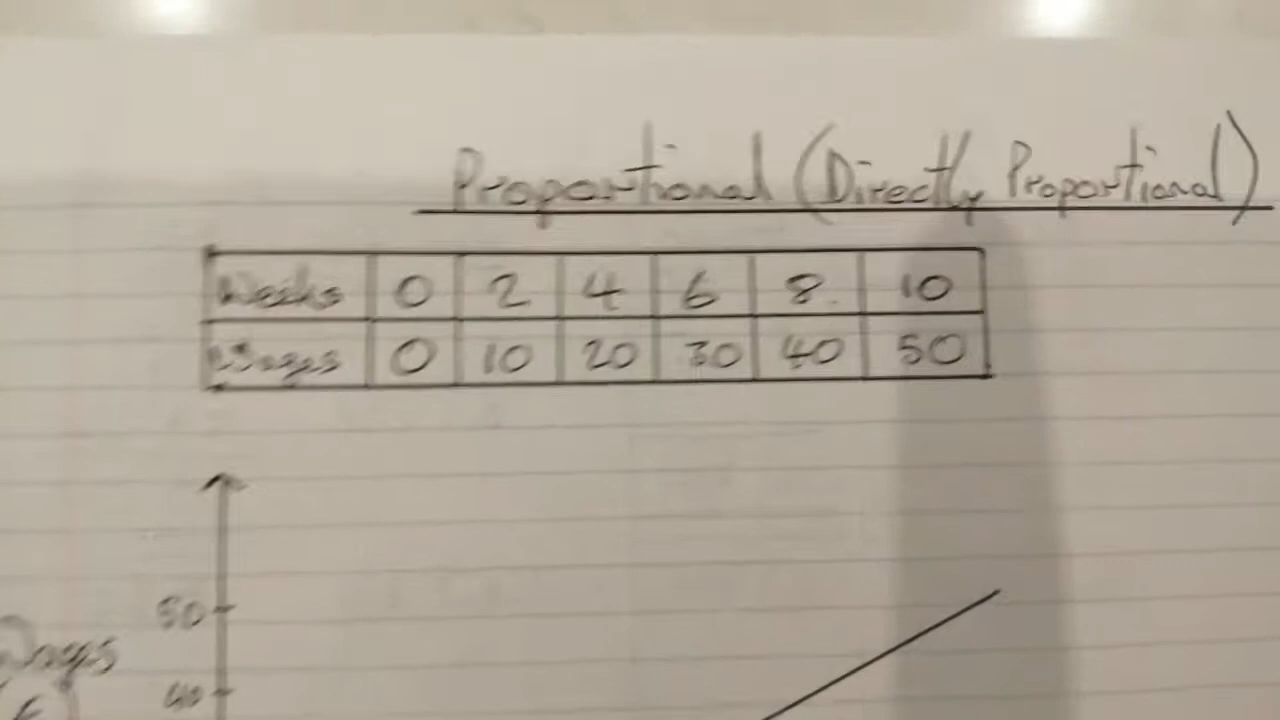 Proportional (Directly Proportional)
Weeks 0 2 4 6 8 10
Wages 0 10 20 30 40 50
50
Wages
40